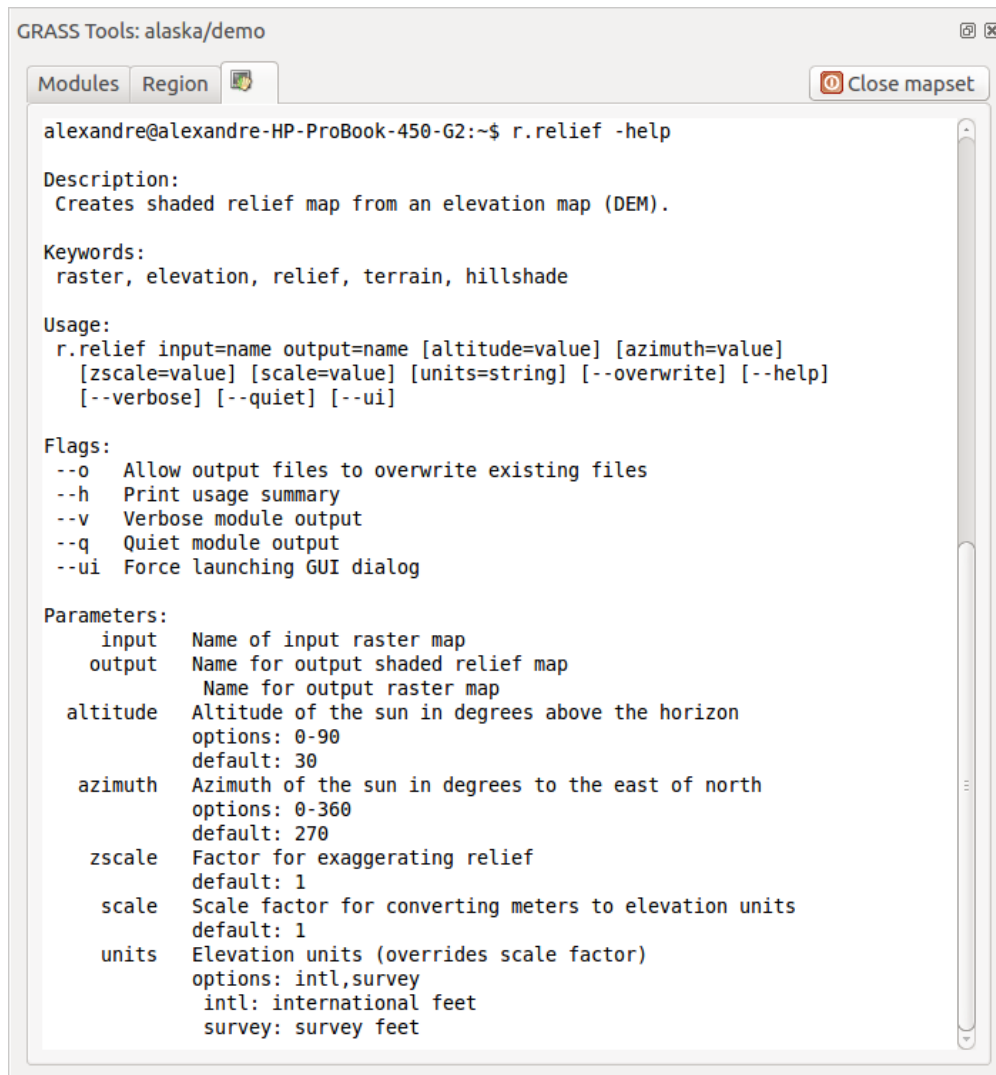 GRASS Tools: alaska/demo
Modules Region Close mapset
alexandre@alexandre-HP-ProBook-450-G2:~$ r.relief -help
Description:
Creates shaded relief map from an elevation map (DEM).
Keywords:
raster, elevation, relief, terrain, hillshade
Usage:
r.relief input=name output=name [altitude=value] [azimuth=value]
[zscale=value] [scale=value] [units=string] [--overwrite] [--help]
[--verbose] [--quiet] [--ui]
Flags:
--o Allow output files to overwrite existing files
--h Print usage summary
--v Verbose module output
--q Quiet module output
--ui Force launching GUI dialog
Parameters:
input Name of input raster map
output Name for output shaded relief map
Name for output raster map
altitude Altitude of the sun in degrees above the horizon
options: 0-90
default: 30
azimuth Azimuth of the sun in degrees to the east of north
options: 0-360
default: 270
zscale Factor for exaggerating relief
default: 1
scale Scale factor for converting meters to elevation units
default: 1
units Elevation units (overrides scale factor)
options: intl,survey
intl: international feet
survey: survey feet